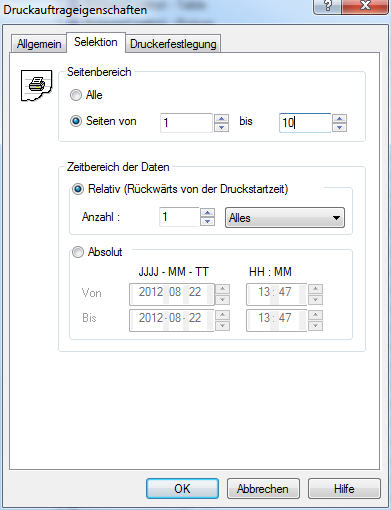 Druckauftrageigenschaften
Allgemein Selektion Druckerfestlegung
Seitenbereich
Alle
Seiten von 1 bis 10
Zeitbereich der Daten
Relativ (Rückwärts von der Druckstartzeit)
Anzahl : 1 Alles
Absolut
JJJJ - MM - TT HH : MM
Von 2012-08-22 13:47
Bis 2012-08-22 13:47
OK Abbrechen Hilfe